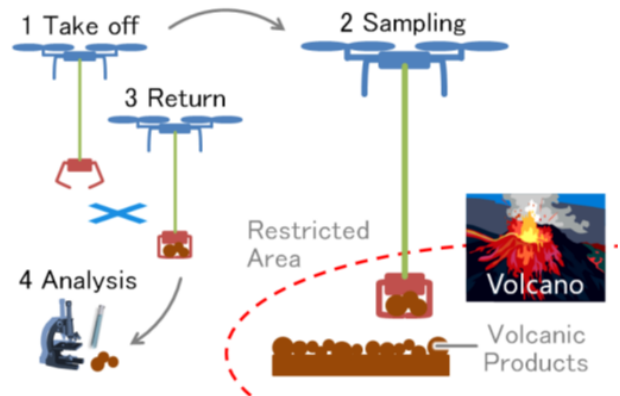 1 Take off
2 Sampling
3 Return
Restricted
Area
Volcano
4 Analysis
Volcanic
Products